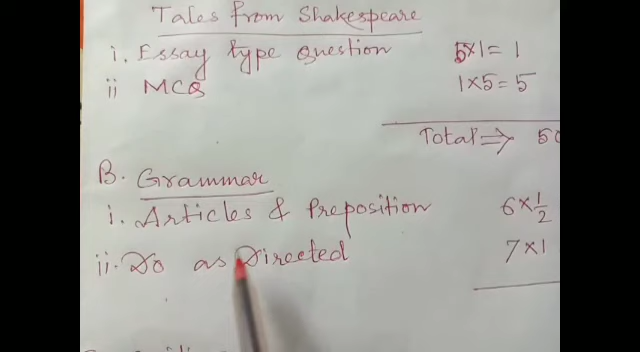 Tales from Shakespeare
i. Essay type Question 5×1= 1
ii MCQ 1×5=5
Total ⇒ 50
B. Grammar
i. Articles & Preposition 6×1/2
ii. Do as Directed 7×1